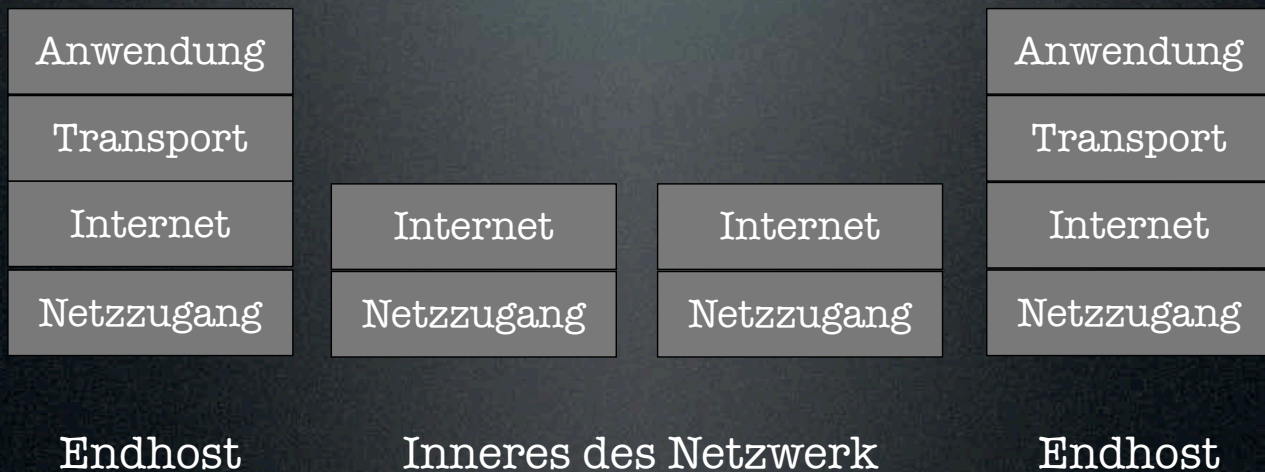 Anwendung
Transport
Internet
Netzzugang
Internet
Netzzugang
Internet
Netzzugang
Anwendung
Transport
Internet
Netzzugang
Endhost
Inneres des Netzwerk
Endhost